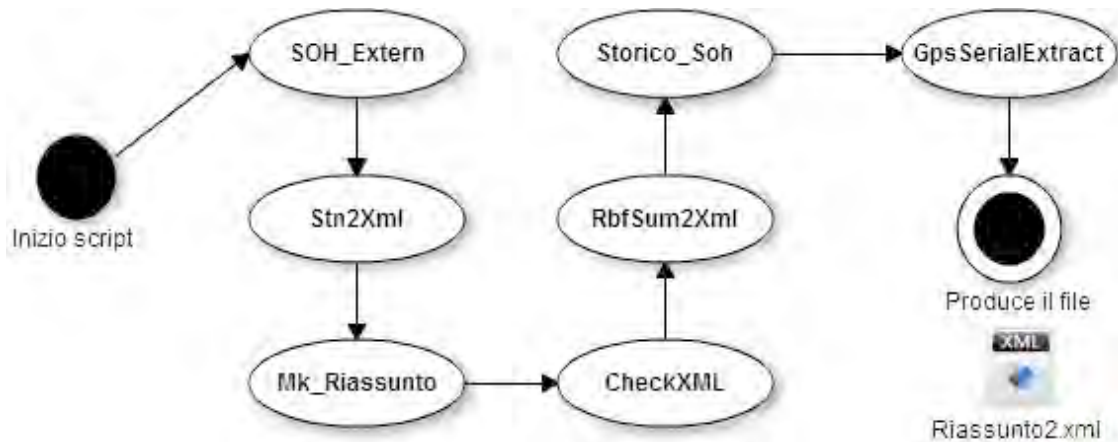 SOH_Extern
Storico_Soh
GpsSerialExtract
Inizio script
Stn2Xml
RbfSum2Xml
Produce il file
Mk_Riassunto
CheckXML
XML
Riassunto2.xml